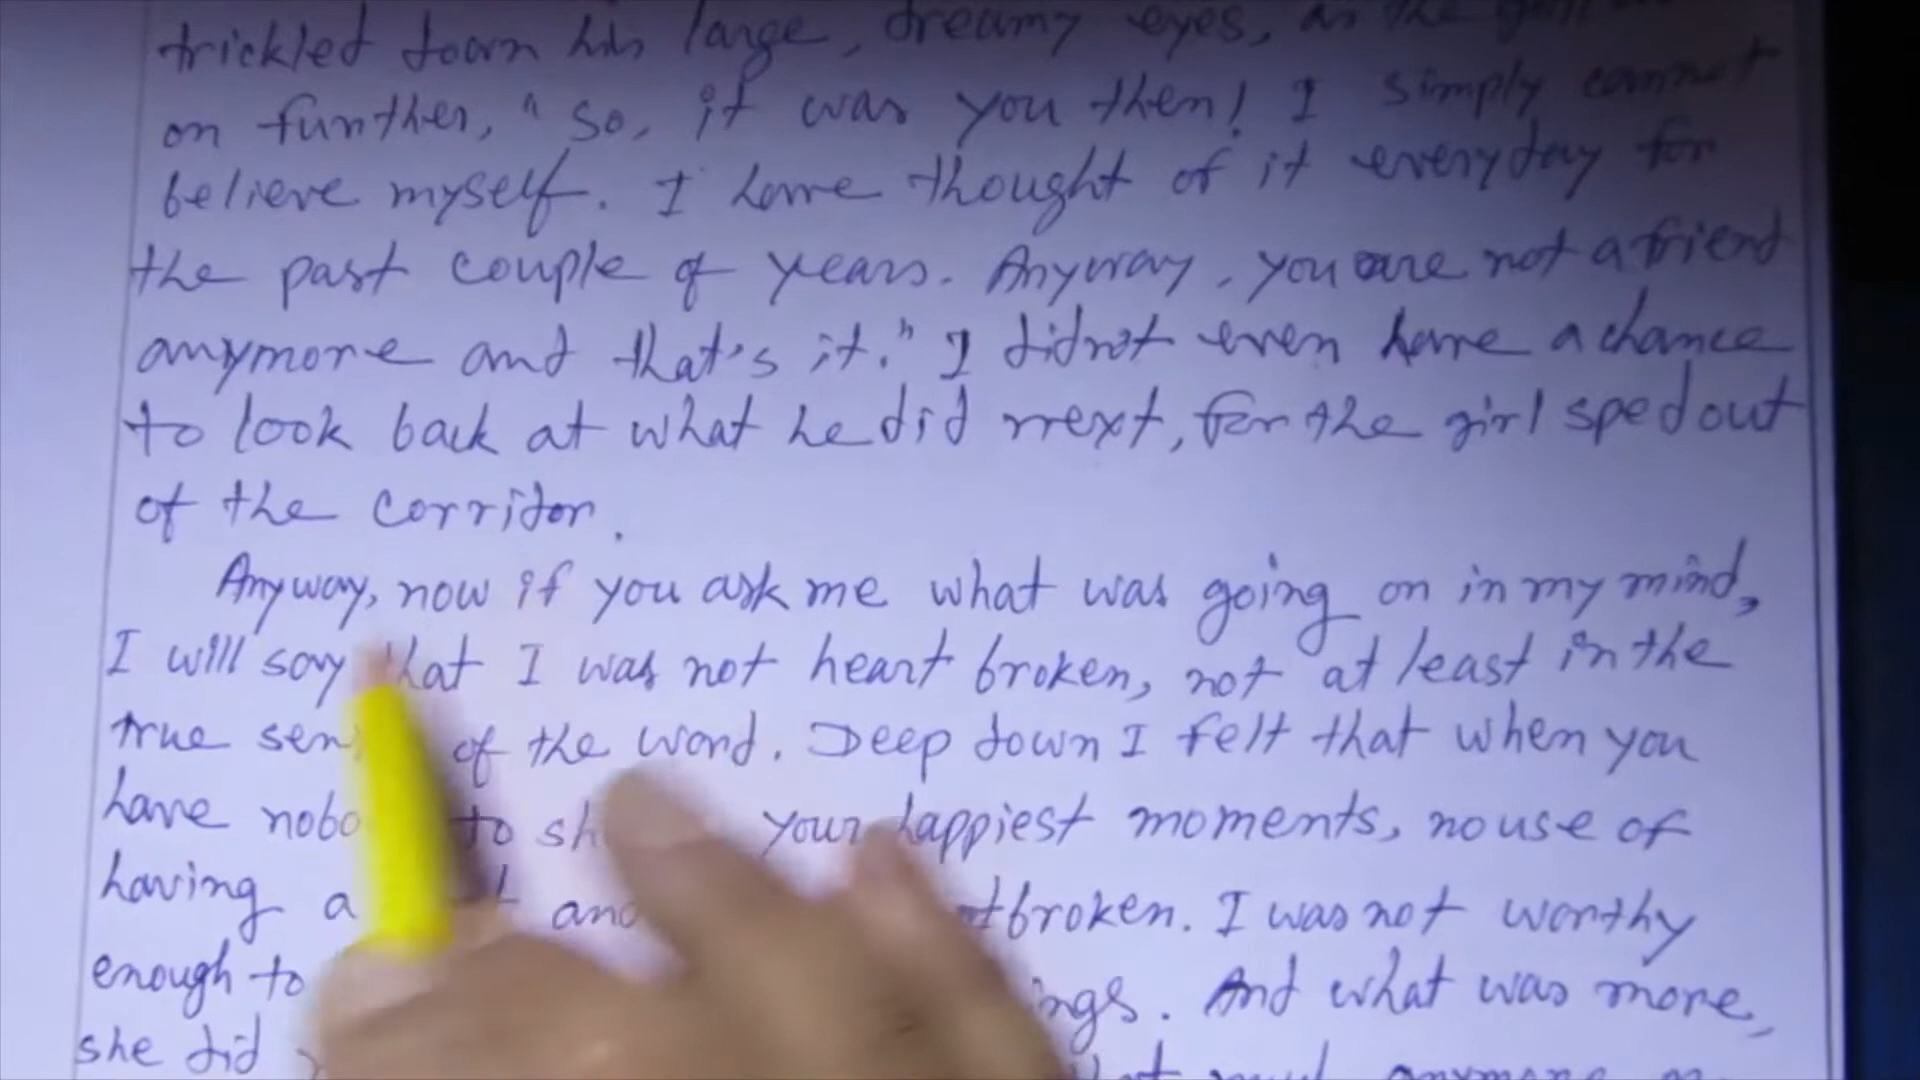 trickled down his large, dreamy eyes, as the
on further, "So, it was you then! I simply cannot
believe myself. I have thought of it everyday for
the past couple of years. Anyway, you are not a friend
anymore and that's it." I didnot even have a chance
to look back at what he did next, for the girl sped out
of the corridor.
Anyway, now if you ask me what was going on in my mind,
I will say that I was not heart broken, not at least in the
true of the word. Deep down I felt that when you
have to your happiest moments, no use of
having a and broken. I was not worthy
enough to And what was more,
she did anymore